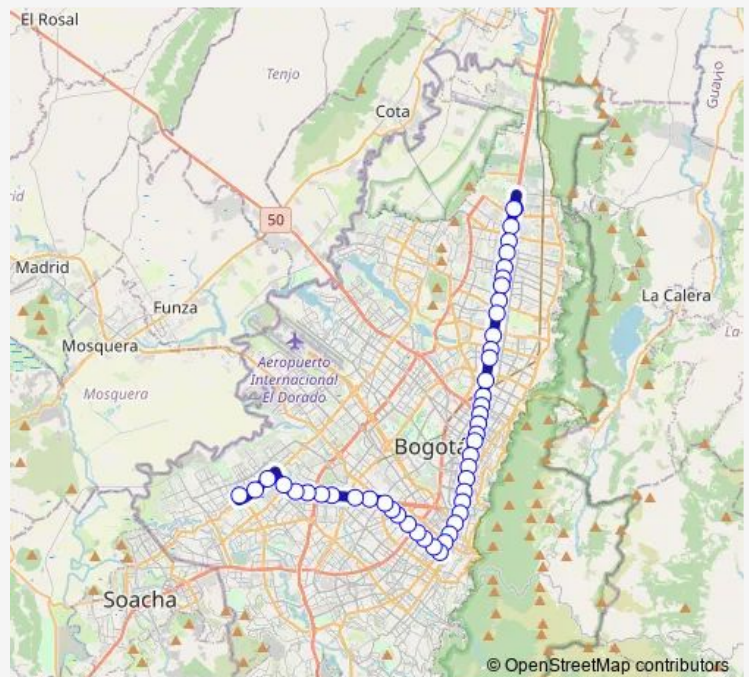 El Rosal
Tenjo
Cota
Guavio
50
Madrid
Funza
La Calera
La-
Mosquera
Aeropuerto
Internacional
El Dorado
Mosquera
Bogotá
Soacha
© OpenStreetMap contributors